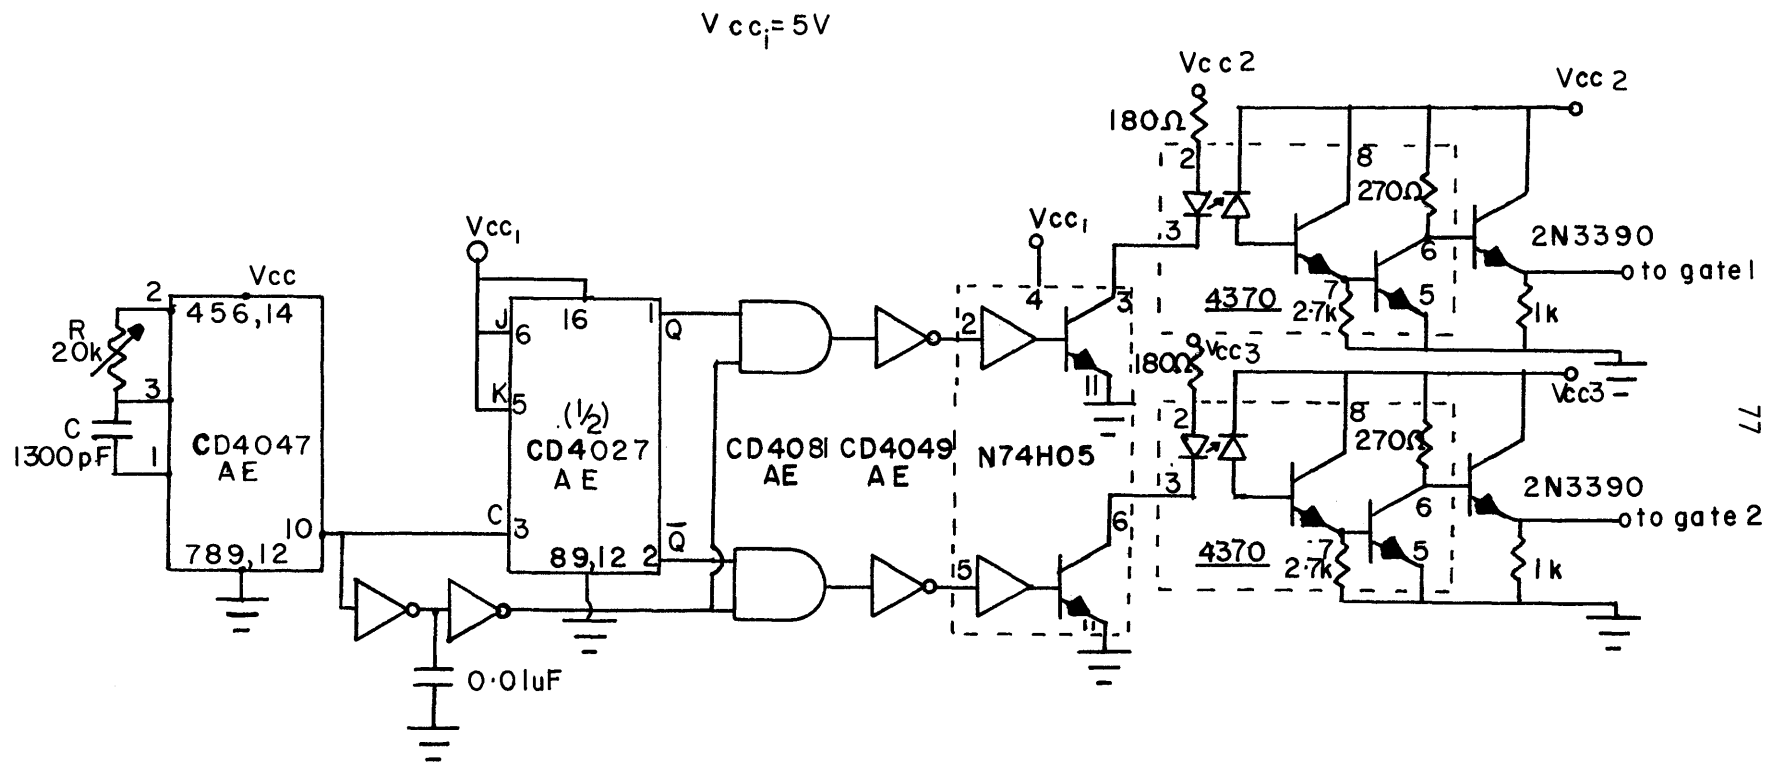 Vcci=5V
Vcc2
Vcc2
180Ω
2
8
270Ω
3
6
2N3390
to gate1
4370
7
2.7k
5
1k
Vcc1
4
3
2
11
Vcc1
Vcc
2
456,14
R
20k
3
C
1300pF
1
CD4047
AE
10
789,12
J
6
16
1
Q
K
5
(1/2)
CD4027
AE
C
3
89,12
2
Q̅
CD4081
AE
CD4049
AE
N74H05
5
6
11
0.01uF
180Ω
Vcc3
Vcc3
2
8
270Ω
3
6
2N3390
to gate 2
4370
7
2.7k
5
1k
77